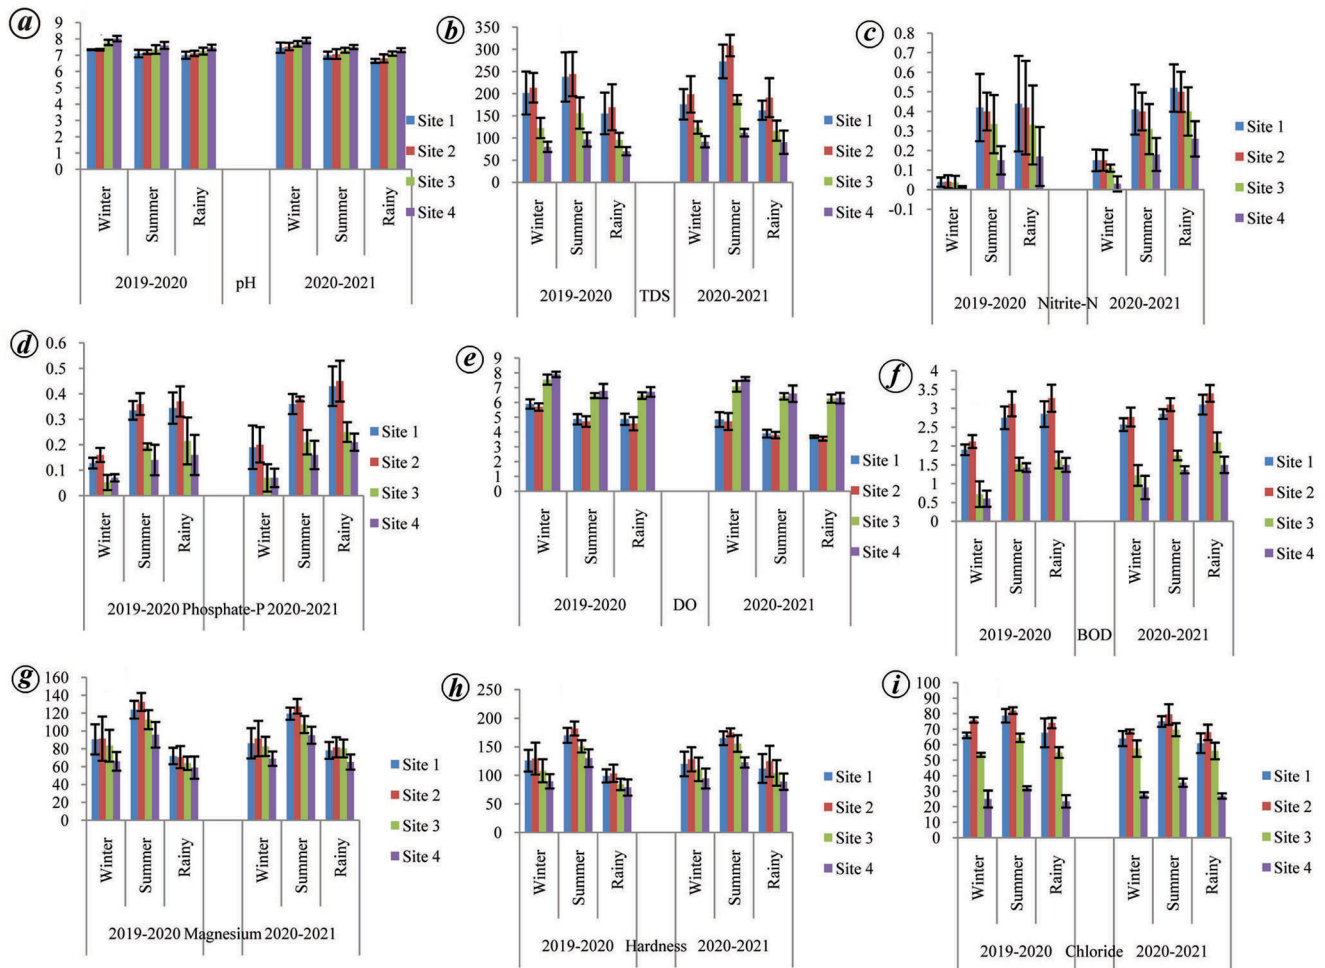 a
9
8
7
6
5
4
3
2
1
0
Winter
Summer
Rainy
Winter
Summer
Rainy
2019-2020
pH
2020-2021
Site 1
Site 2
Site 3
Site 4
b
350
300
250
200
150
100
50
0
Winter
Summer
Rainy
Winter
Summer
Rainy
2019-2020
TDS
2020-2021
Site 1
Site 2
Site 3
Site 4
c
0.8
0.7
0.6
0.5
0.4
0.3
0.2
0.1
0
-0.1
Winter
Summer
Rainy
Winter
Summer
Rainy
2019-2020
Nitrite-N
2020-2021
Site 1
Site 2
Site 3
Site 4
d
0.6
0.5
0.4
0.3
0.2
0.1
0
Winter
Summer
Rainy
Winter
Summer
Rainy
2019-2020 Phosphate-P 2020-2021
Site 1
Site 2
Site 3
Site 4
e
9
8
7
6
5
4
3
2
1
0
Winter
Summer
Rainy
Winter
Summer
Rainy
2019-2020
DO
2020-2021
Site 1
Site 2
Site 3
Site 4
f
4
3.5
3
2.5
2
1.5
1
0.5
0
Winter
Summer
Rainy
Winter
Summer
Rainy
2019-2020
BOD
2020-2021
Site 1
Site 2
Site 3
Site 4
g
160
140
120
100
80
60
40
20
0
Winter
Summer
Rainy
Winter
Summer
Rainy
2019-2020 Magnesium 2020-2021
Site 1
Site 2
Site 3
Site 4
h
250
200
150
100
50
0
Winter
Summer
Rainy
Winter
Summer
Rainy
2019-2020
Hardness
2020-2021
Site 1
Site 2
Site 3
Site 4
i
100
90
80
70
60
50
40
30
20
10
0
Winter
Summer
Rainy
Winter
Summer
Rainy
2019-2020
Chloride
2020-2021
Site 1
Site 2
Site 3
Site 4